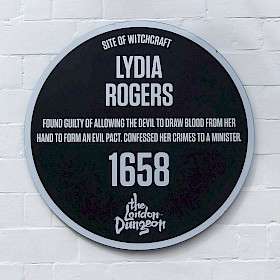 SITE OF WITCHCRAFT
LYDIA
ROGERS
FOUND GUILTY OF ALLOWING THE DEVIL TO DRAW BLOOD FROM HER
HAND TO FORM AN EVIL PACT. CONFESSED HER CRIMES TO A MINISTER.
1658
the
London
Dungeon